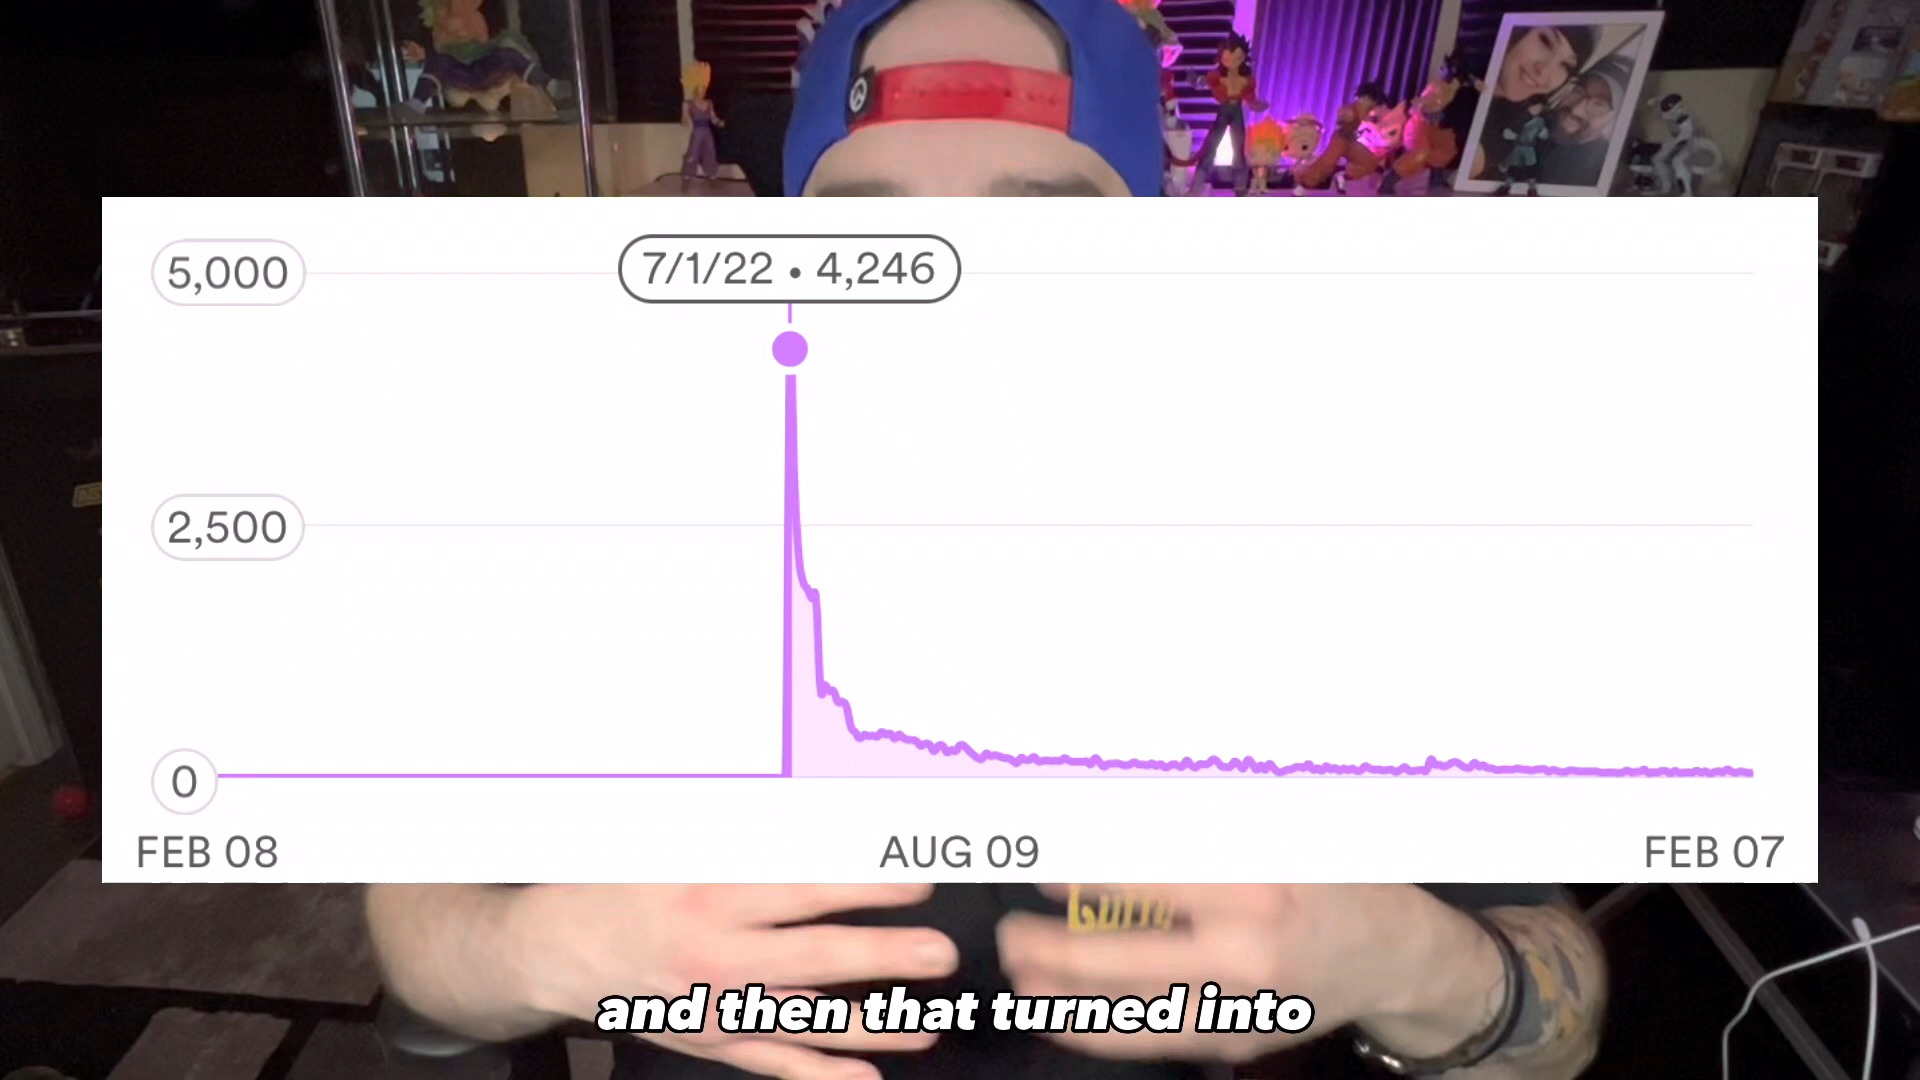 5,000
7/1/22 • 4,246
2,500
0
FEB 08
AUG 09
FEB 07
and then that turned into